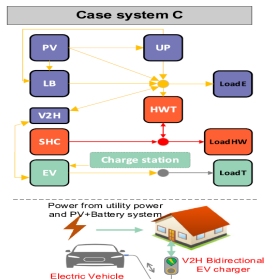 Case system C
PV
UP
LB
LoadE
HWT
V2H
SHC
LoadHW
Charge station
EV
LoadT
Power from utility power
and PV+Battery system
V2H Bidirectional
EV charger
Electric Vehicle